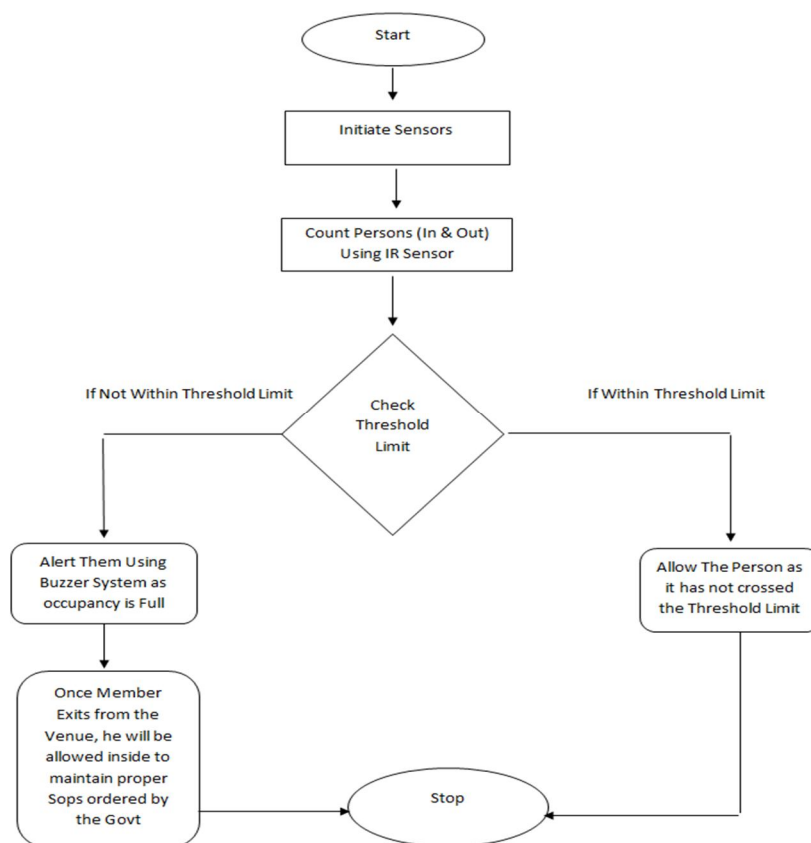 Start
Initiate Sensors
Count Persons (In & Out)
Using IR Sensor
If Not Within Threshold Limit
If Within Threshold Limit
Check
Threshold
Limit
Alert Them Using
Buzzer System as
occupancy is Full
Allow The Person as
it has not crossed
the Threshold Limit
Once Member
Exits from the
Venue, he will be
allowed inside to
maintain proper
Sops ordered by
the Govt
Stop